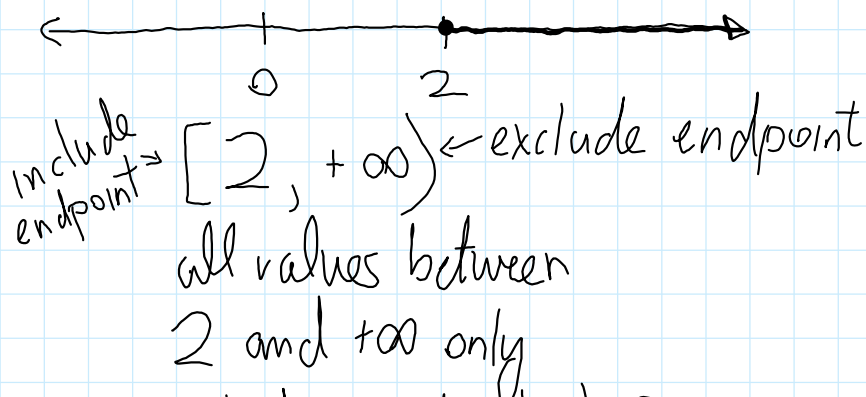 0 2
include
endpoint → [2, +∞) ← exclude endpoint
all values between
2 and +∞ only